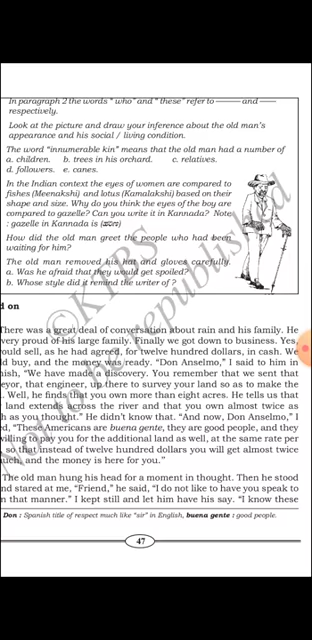 In paragraph 2 the words " who" and " these" refer to ——— and ——
respectively.
Look at the picture and draw your inference about the old man's
appearance and his social / living condition.
The word "innumerable kin" means that the old man had a number of
a. children. b. trees in his orchard. c. relatives.
d. followers. e. canes.
In the Indian context the eyes of women are compared to
fishes (Meenakshi) and lotus (Kamalakshi) based on their
shape and size. Why do you think the eyes of the boy are
compared to gazelle? Can you write it in Kannada? Note
: gazelle in Kannada is
How did the old man greet the people who had been
waiting for him?
The old man removed his hat and gloves carefully.
a. Was he afraid that they would get spoiled?
b. Whose style did it remind the writer of ?
d on
There was a great deal of conversation about rain and his family. He
very proud of his large family. Finally we got down to business. Yes,
ould sell, as he had agreed, for twelve hundred dollars, in cash. We
ld buy, and the money was ready. "Don Anselmo," I said to him in
nish, "We have made a discovery. You remember that we sent that
eyor, that engineer, up there to survey your land so as to make the
. Well, he finds that you own more than eight acres. He tells us that
land extends across the river and that you own almost twice as
h as you thought." He didn't know that. "And now, Don Anselmo," I
d, "These Americans are buena gente, they are good people, and they
willing to pay you for the additional land as well, at the same rate per
so that instead of twelve hundred dollars you will get almost twice
uch, and the money is here for you."
The old man hung his head for a moment in thought. Then he stood
nd stared at me, "Friend," he said, "I do not like to have you speak to
n that manner." I kept still and let him have his say. "I know these
Don : Spanish title of respect much like "sir" in English, buena gente : good people.
47
©KTBS
Not to be republished